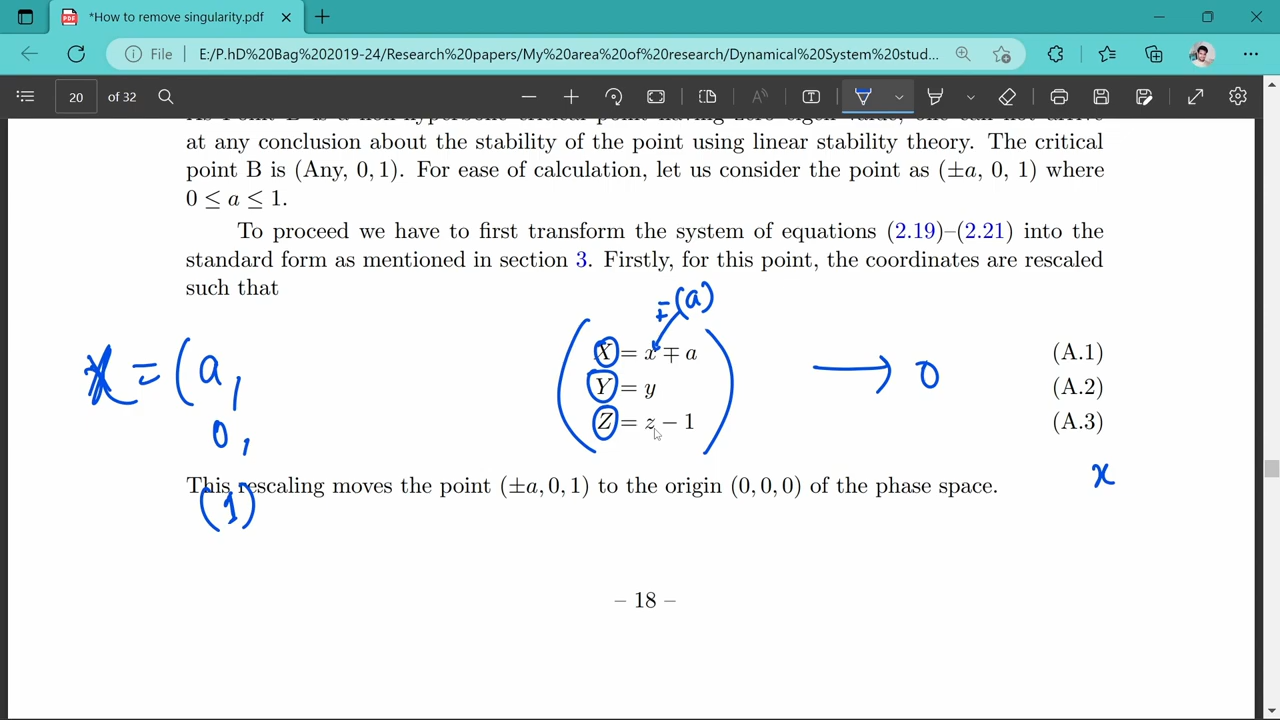 *How to remove singularity.pdf
File E:/P.hD%20Bag%202019-24/Research%20papers/My%20area%20of%20research/Dynamical%20System%20stud...
20 of 32
at any conclusion about the stability of the point using linear stability theory. The critical
point B is (Any, 0, 1). For ease of calculation, let us consider the point as (±a, 0, 1) where
0 ≤ a ≤ 1.
To proceed we have to first transform the system of equations (2.19)–(2.21) into the
standard form as mentioned in section 3. Firstly, for this point, the coordinates are rescaled
such that
±(a)
X = x ∓ a (A.1)
= (a,
→ 0
Y = y (A.2)
0,
Z = z − 1 (A.3)
x
This rescaling moves the point (±a, 0, 1) to the origin (0, 0, 0) of the phase space.
(1)
– 18 –